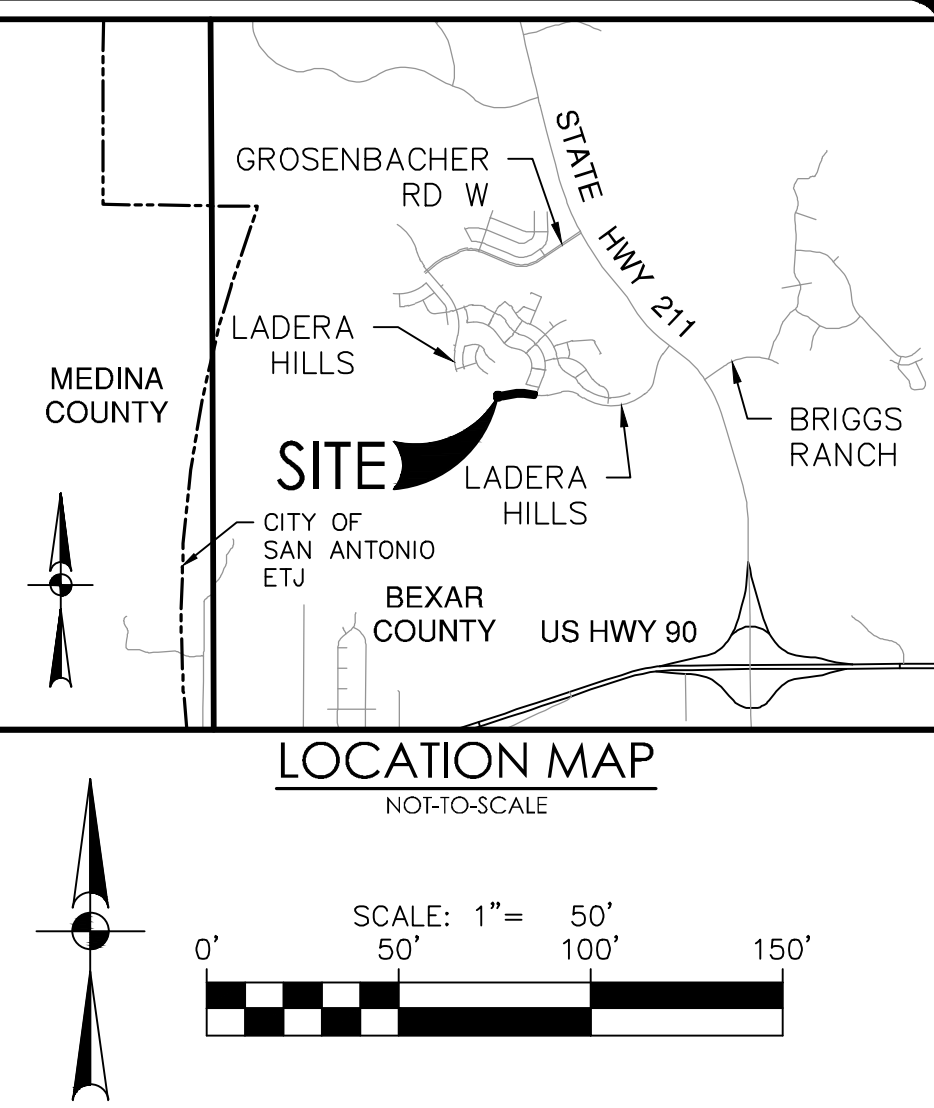 GROSENBACHER
RD W
STATE HWY 211
LADERA
HILLS
MEDINA
COUNTY
BRIGGS
RANCH
SITE
LADERA
HILLS
CITY OF
SAN ANTONIO
ETJ
BEXAR
COUNTY
US HWY 90
LOCATION MAP
NOT-TO-SCALE
SCALE: 1"= 50'
0' 50' 100' 150'